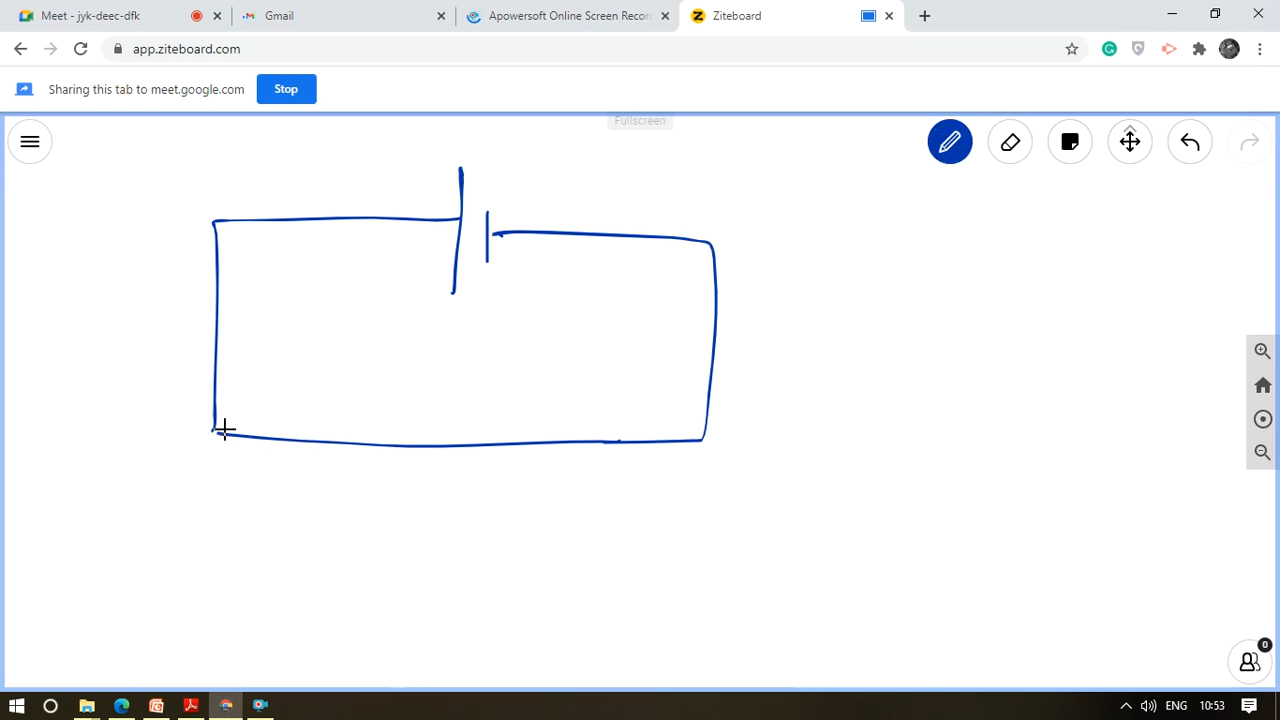 Meet - jyk-deec-dfk
Gmail
Apowersoft Online Screen Recor
Ziteboard
app.ziteboard.com
Sharing this tab to meet.google.com
Stop
Fullscreen
0
ENG
10:53